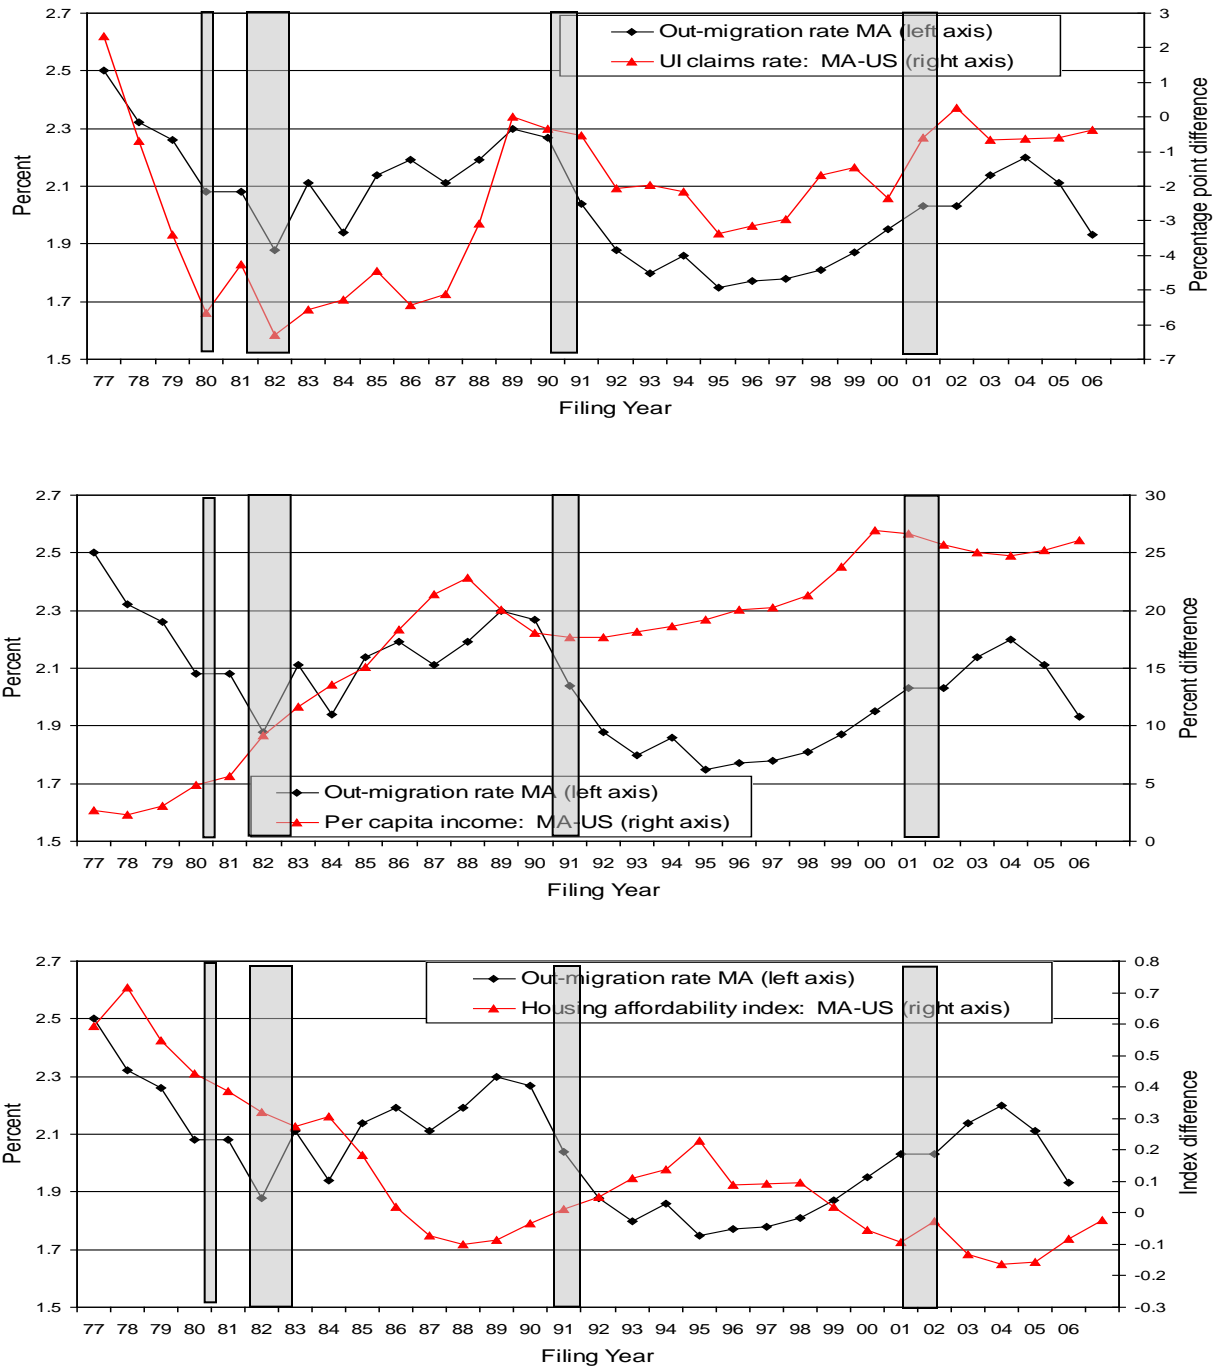 2.7 3
Out-migration rate MA (left axis)
UI claims rate: MA-US (right axis)
2
2.5 1
2.3 0
-1
2.1 -2
1.9 -3
-4
1.7 -5
-6
1.5 -7
Percent
Percentage point difference
77 78 79 80 81 82 83 84 85 86 87 88 89 90 91 92 93 94 95 96 97 98 99 00 01 02 03 04 05 06
Filing Year
2.7 30
2.5 25
2.3 20
2.1 15
1.9 10
1.7 5
1.5 0
Percent
Percent difference
Out-migration rate MA (left axis)
Per capita income: MA-US (right axis)
77 78 79 80 81 82 83 84 85 86 87 88 89 90 91 92 93 94 95 96 97 98 99 00 01 02 03 04 05 06
Filing Year
2.7 0.8
Out-migration rate MA (left axis)
0.7
Housing affordability index: MA-US (right axis)
2.5 0.6
0.5
2.3 0.4
0.3
2.1 0.2
1.9 0.1
0
1.7 -0.1
-0.2
1.5 -0.3
Percent
Index difference
77 78 79 80 81 82 83 84 85 86 87 88 89 90 91 92 93 94 95 96 97 98 99 00 01 02 03 04 05 06
Filing Year